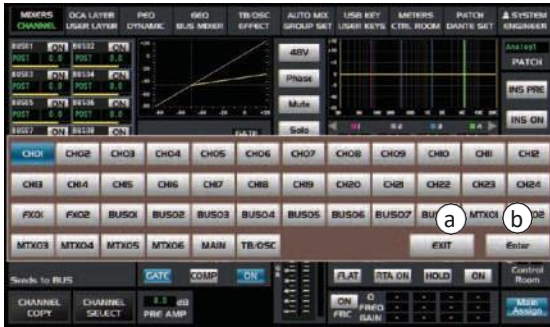 MIXERS DCA LAYER PEQ GEQ TB/OSC AUTO MIX USB KEY METERS PATCH SYSTEM
CHANNEL USER LAYER DYNAMIC BUS MIXER EFFECT GROUP SET USER KEYS CTRL ROOM DANTE SET ENGINEER
BUS01 ON BUS02 ON
POST 0.0 POST 0.0
BUS03 ON BUS04 ON
POST 0.0 POST 0.0
BUS05 ON BUS06 ON
POST 0.0 POST 0.0
BUS07 ON BUS08 ON
GATE
48V
Phase
Mute
Solo
Analog1
PATCH
INS PRE
INS ON
CH01 CH02 CH03 CH04 CH05 CH06 CH07 CH08 CH09 CH10 CH11 CH12
CH13 CH14 CH15 CH16 CH17 CH18 CH19 CH20 CH21 CH22 CH23 CH24
FX01 FX02 BUS01 BUS02 BUS03 BUS04 BUS05 BUS06 BUS07 MTX01
a b
MTX03 MTX04 MTX05 MTX06 MAIN TB/OSC EXIT Enter
Sends to BUS GATE COMP ON FLAT RTA ON HOLD ON Control
Room
CHANNEL
COPY
CHANNEL
SELECT
0.0 dB
PRE AMP
ON
FBC
Q
FREQ
GAIN
Main
Assign